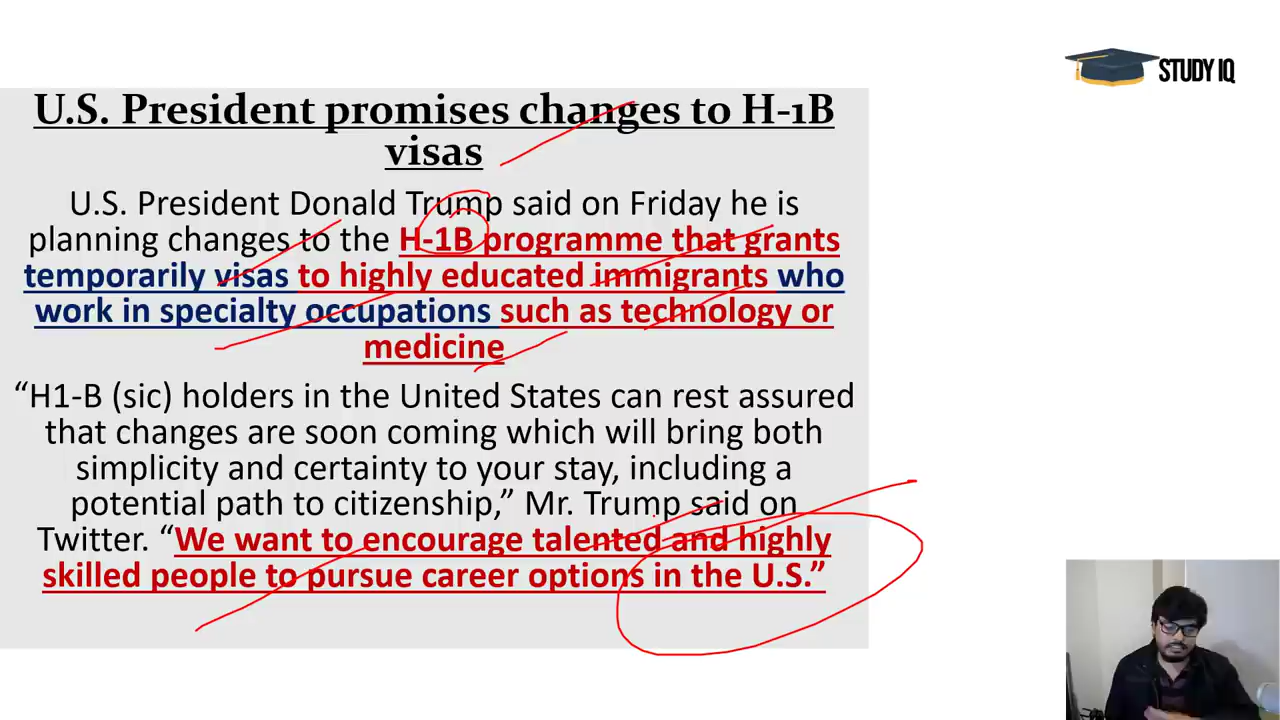 STUDY IQ
U.S. President promises changes to H-1B
visas
U.S. President Donald Trump said on Friday he is
planning changes to the H-1B programme that grants
temporarily visas to highly educated immigrants who
work in specialty occupations such as technology or
medicine
“H1-B (sic) holders in the United States can rest assured
that changes are soon coming which will bring both
simplicity and certainty to your stay, including a
potential path to citizenship,” Mr. Trump said on
Twitter. “We want to encourage talented and highly
skilled people to pursue career options in the U.S.”